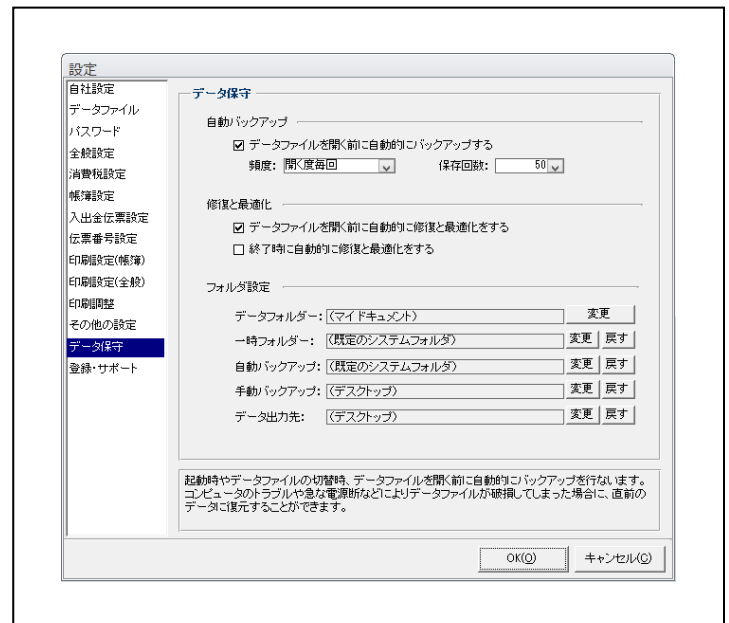 設定
自社設定
データファイル
パスワード
全般設定
消費税設定
帳簿設定
入出金伝票設定
伝票番号設定
印刷設定(帳簿)
印刷設定(全般)
印刷調整
その他の設定
データ保守
登録・サポート
データ保守
自動バックアップ
データファイルを開く前に自動的にバックアップする
頻度: 開く度毎回 保存回数: 50
修復と最適化
データファイルを開く前に自動的に修復と最適化をする
終了時に自動的に修復と最適化をする
フォルダ設定
データフォルダー: (マイドキュメント) 変更
一時フォルダー: (既定のシステムフォルダ) 変更 戻す
自動バックアップ: (既定のシステムフォルダ) 変更 戻す
手動バックアップ: (デスクトップ) 変更 戻す
データ出力先: (デスクトップ) 変更 戻す
起動時やデータファイルの切替時、データファイルを開く前に自動的にバックアップを行ないます。
コンピュータのトラブルや急な電源断などによりデータファイルが破損してしまった場合に、直前の
データに復元することができます。
OK(O) キャンセル(C)